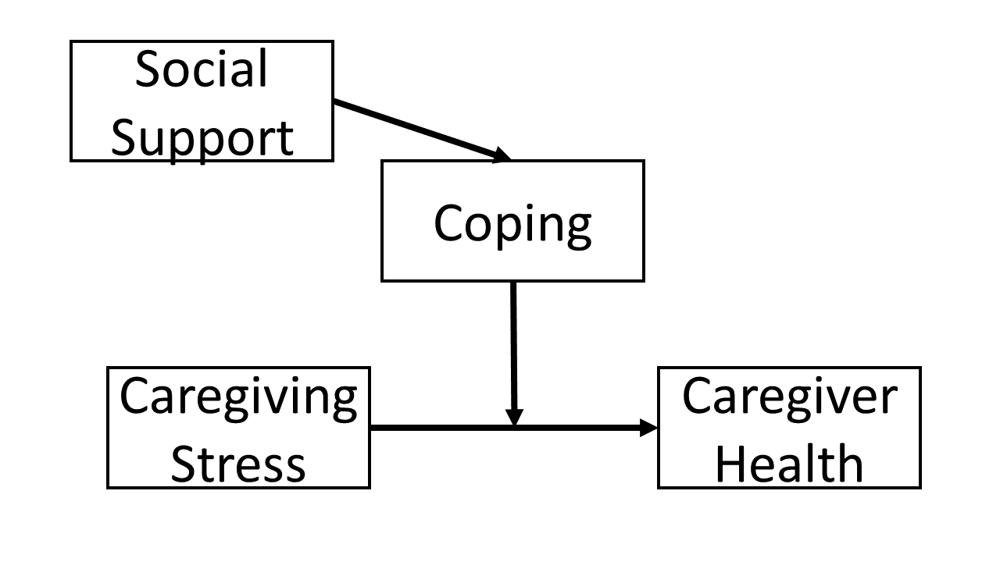 Social
Support
Coping
Caregiving
Stress
Caregiver
Health